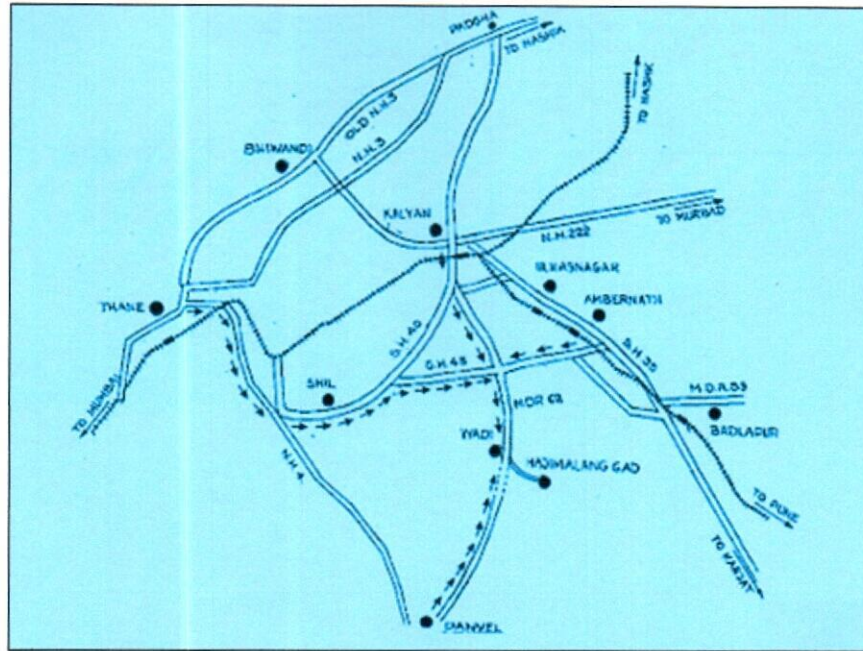 PADGHA
TO NASHIK
OLD N.H.3
N.H.3
TO NASHIK
BHIWANDI
KALYAN
TO MURBAD
N.H.222
ULHASNAGAR
AMBERNATH
THANE
S.H.40
S.H.35
S.H.43
M.D.R.53
SHIL
MDR 62
BADLAPUR
TO MUMBAI
WADI
HAJIMALANG GAD
N.H.4
TO PUNE
TO KARJAT
PANVEL